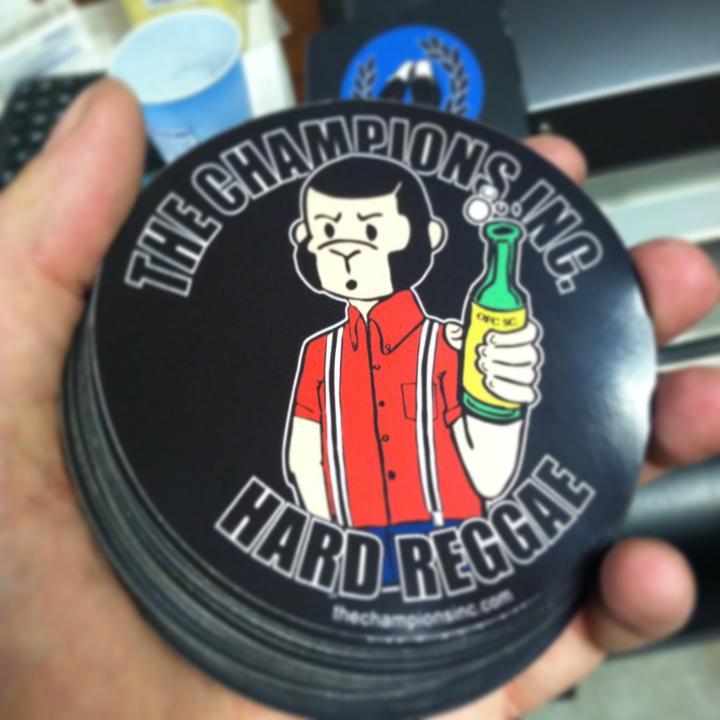 THE CHAMPIONS INC.
HARD REGGAE
thechampionsinc.com